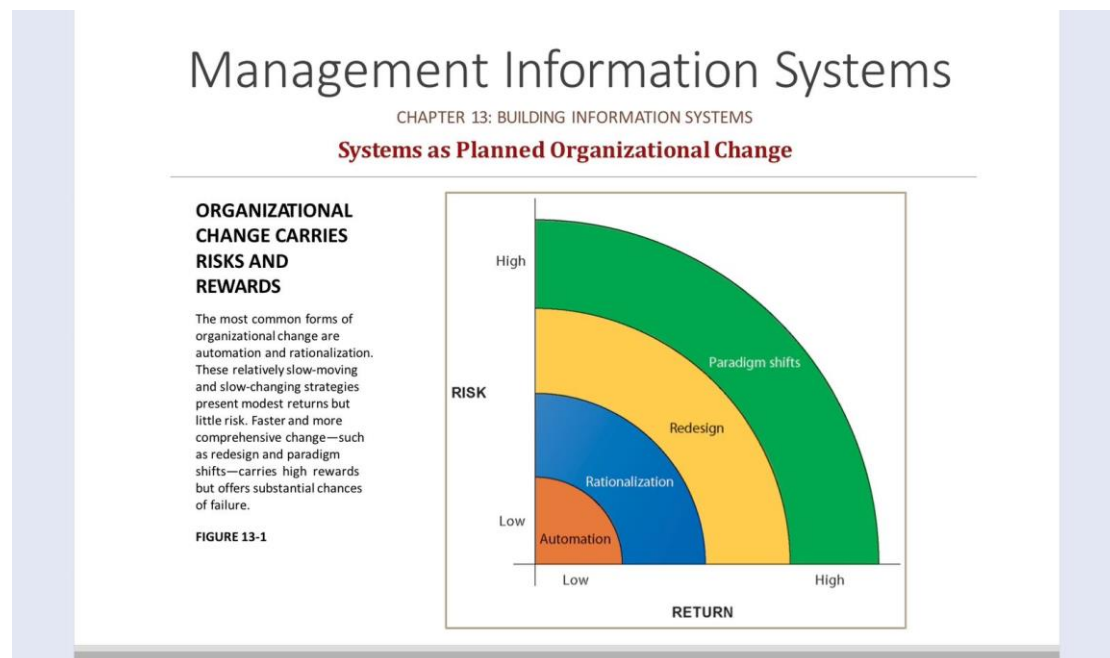 Management Information Systems
CHAPTER 13: BUILDING INFORMATION SYSTEMS
Systems as Planned Organizational Change
ORGANIZATIONAL
CHANGE CARRIES
RISKS AND
REWARDS
The most common forms of
organizational change are
automation and rationalization.
These relatively slow-moving
and slow-changing strategies
present modest returns but
little risk. Faster and more
comprehensive change—such
as redesign and paradigm
shifts—carries high rewards
but offers substantial chances
of failure.
FIGURE 13-1
High
Paradigm shifts
RISK
Redesign
Rationalization
Low
Automation
Low
High
RETURN